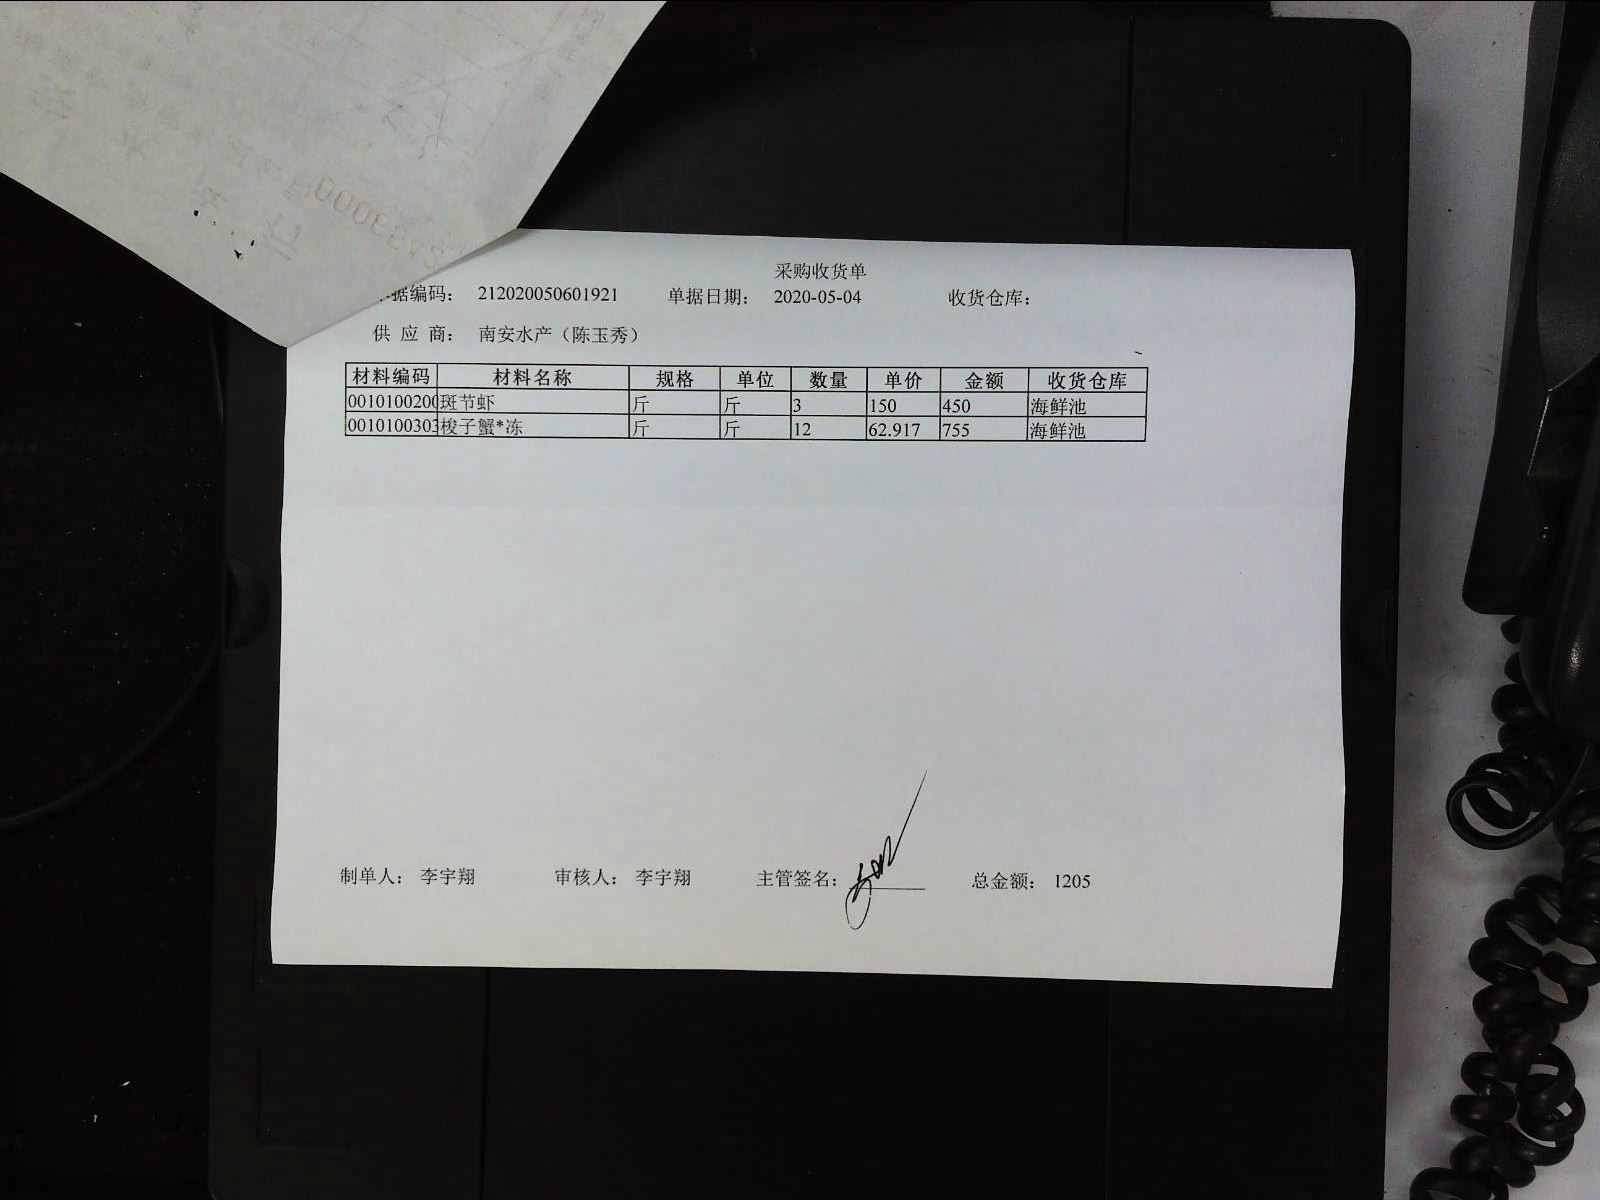 采购收货单
据编码： 212020050601921 单据日期： 2020-05-04 收货仓库：
供 应 商： 南安水产（陈玉秀）
材料编码 材料名称 规格 单位 数量 单价 金额 收货仓库
0010100200 斑节虾 斤 斤 3 150 450 海鲜池
0010100303 梭子蟹*冻 斤 斤 12 62.917 755 海鲜池
制单人： 李宇翔 审核人： 李宇翔 主管签名： 总金额： 1205